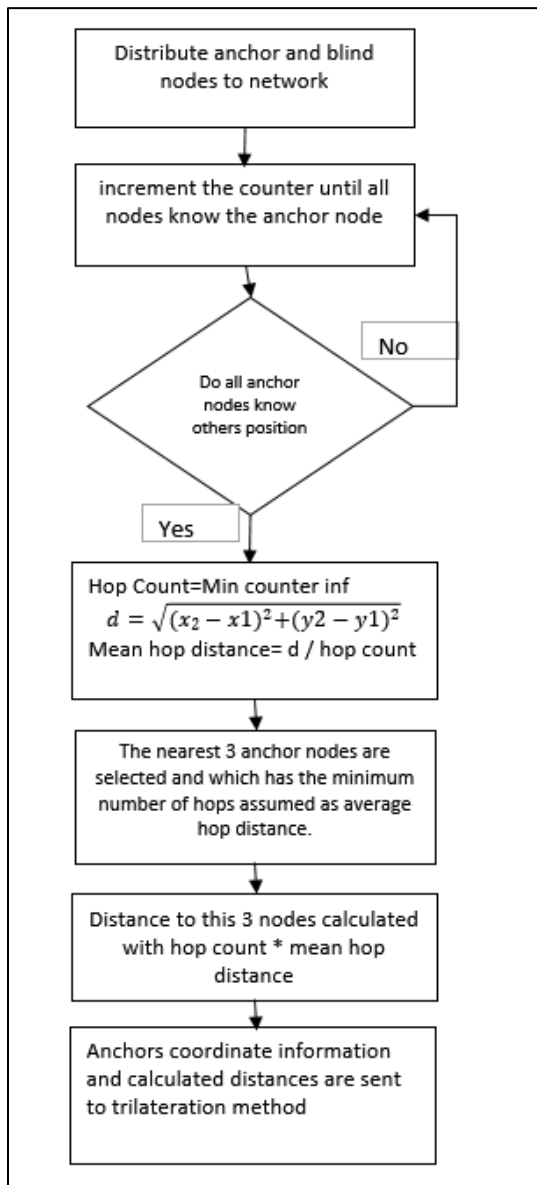 Distribute anchor and blind
nodes to network
increment the counter until all
nodes know the anchor node
No
Do all anchor
nodes know
others position
Yes
Hop Count=Min counter inf
d = √(x₂ − x1)²+(y2 − y1)²
Mean hop distance= d / hop count
The nearest 3 anchor nodes are
selected and which has the minimum
number of hops assumed as average
hop distance.
Distance to this 3 nodes calculated
with hop count * mean hop
distance
Anchors coordinate information
and calculated distances are sent
to trilateration method